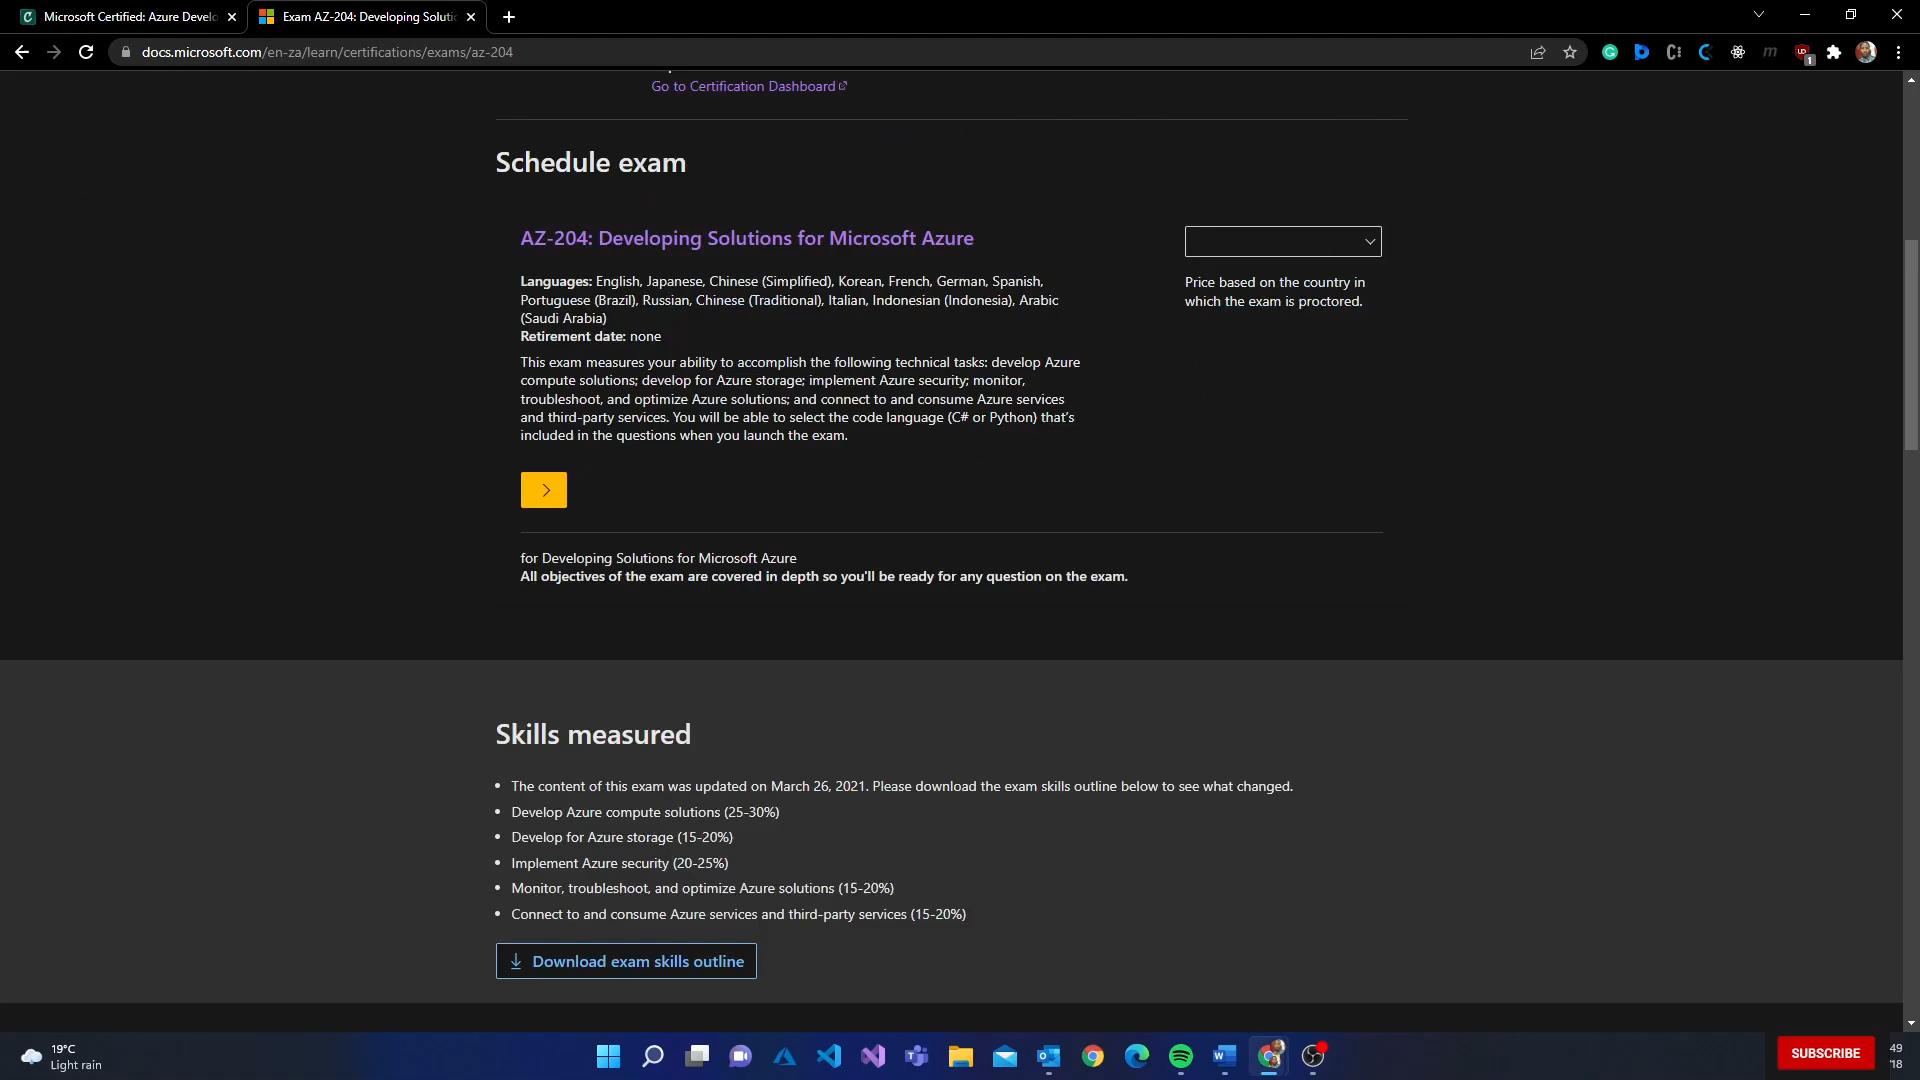 Microsoft Certified: Azure Develo
Exam AZ-204: Developing Soluti
docs.microsoft.com/en-za/learn/certifications/exams/az-204
1
Go to Certification Dashboard
Schedule exam
AZ-204: Developing Solutions for Microsoft Azure
Languages: English, Japanese, Chinese (Simplified), Korean, French, German, Spanish,
Portuguese (Brazil), Russian, Chinese (Traditional), Italian, Indonesian (Indonesia), Arabic
(Saudi Arabia)
Retirement date: none
Price based on the country in
which the exam is proctored.
This exam measures your ability to accomplish the following technical tasks: develop Azure
compute solutions; develop for Azure storage; implement Azure security; monitor,
troubleshoot, and optimize Azure solutions; and connect to and consume Azure services
and third-party services. You will be able to select the code language (C# or Python) that's
included in the questions when you launch the exam.
for Developing Solutions for Microsoft Azure
All objectives of the exam are covered in depth so you'll be ready for any question on the exam.
Skills measured
• The content of this exam was updated on March 26, 2021. Please download the exam skills outline below to see what changed.
• Develop Azure compute solutions (25-30%)
• Develop for Azure storage (15-20%)
• Implement Azure security (20-25%)
• Monitor, troubleshoot, and optimize Azure solutions (15-20%)
• Connect to and consume Azure services and third-party services (15-20%)
Download exam skills outline
19°C
Light rain
SUBSCRIBE